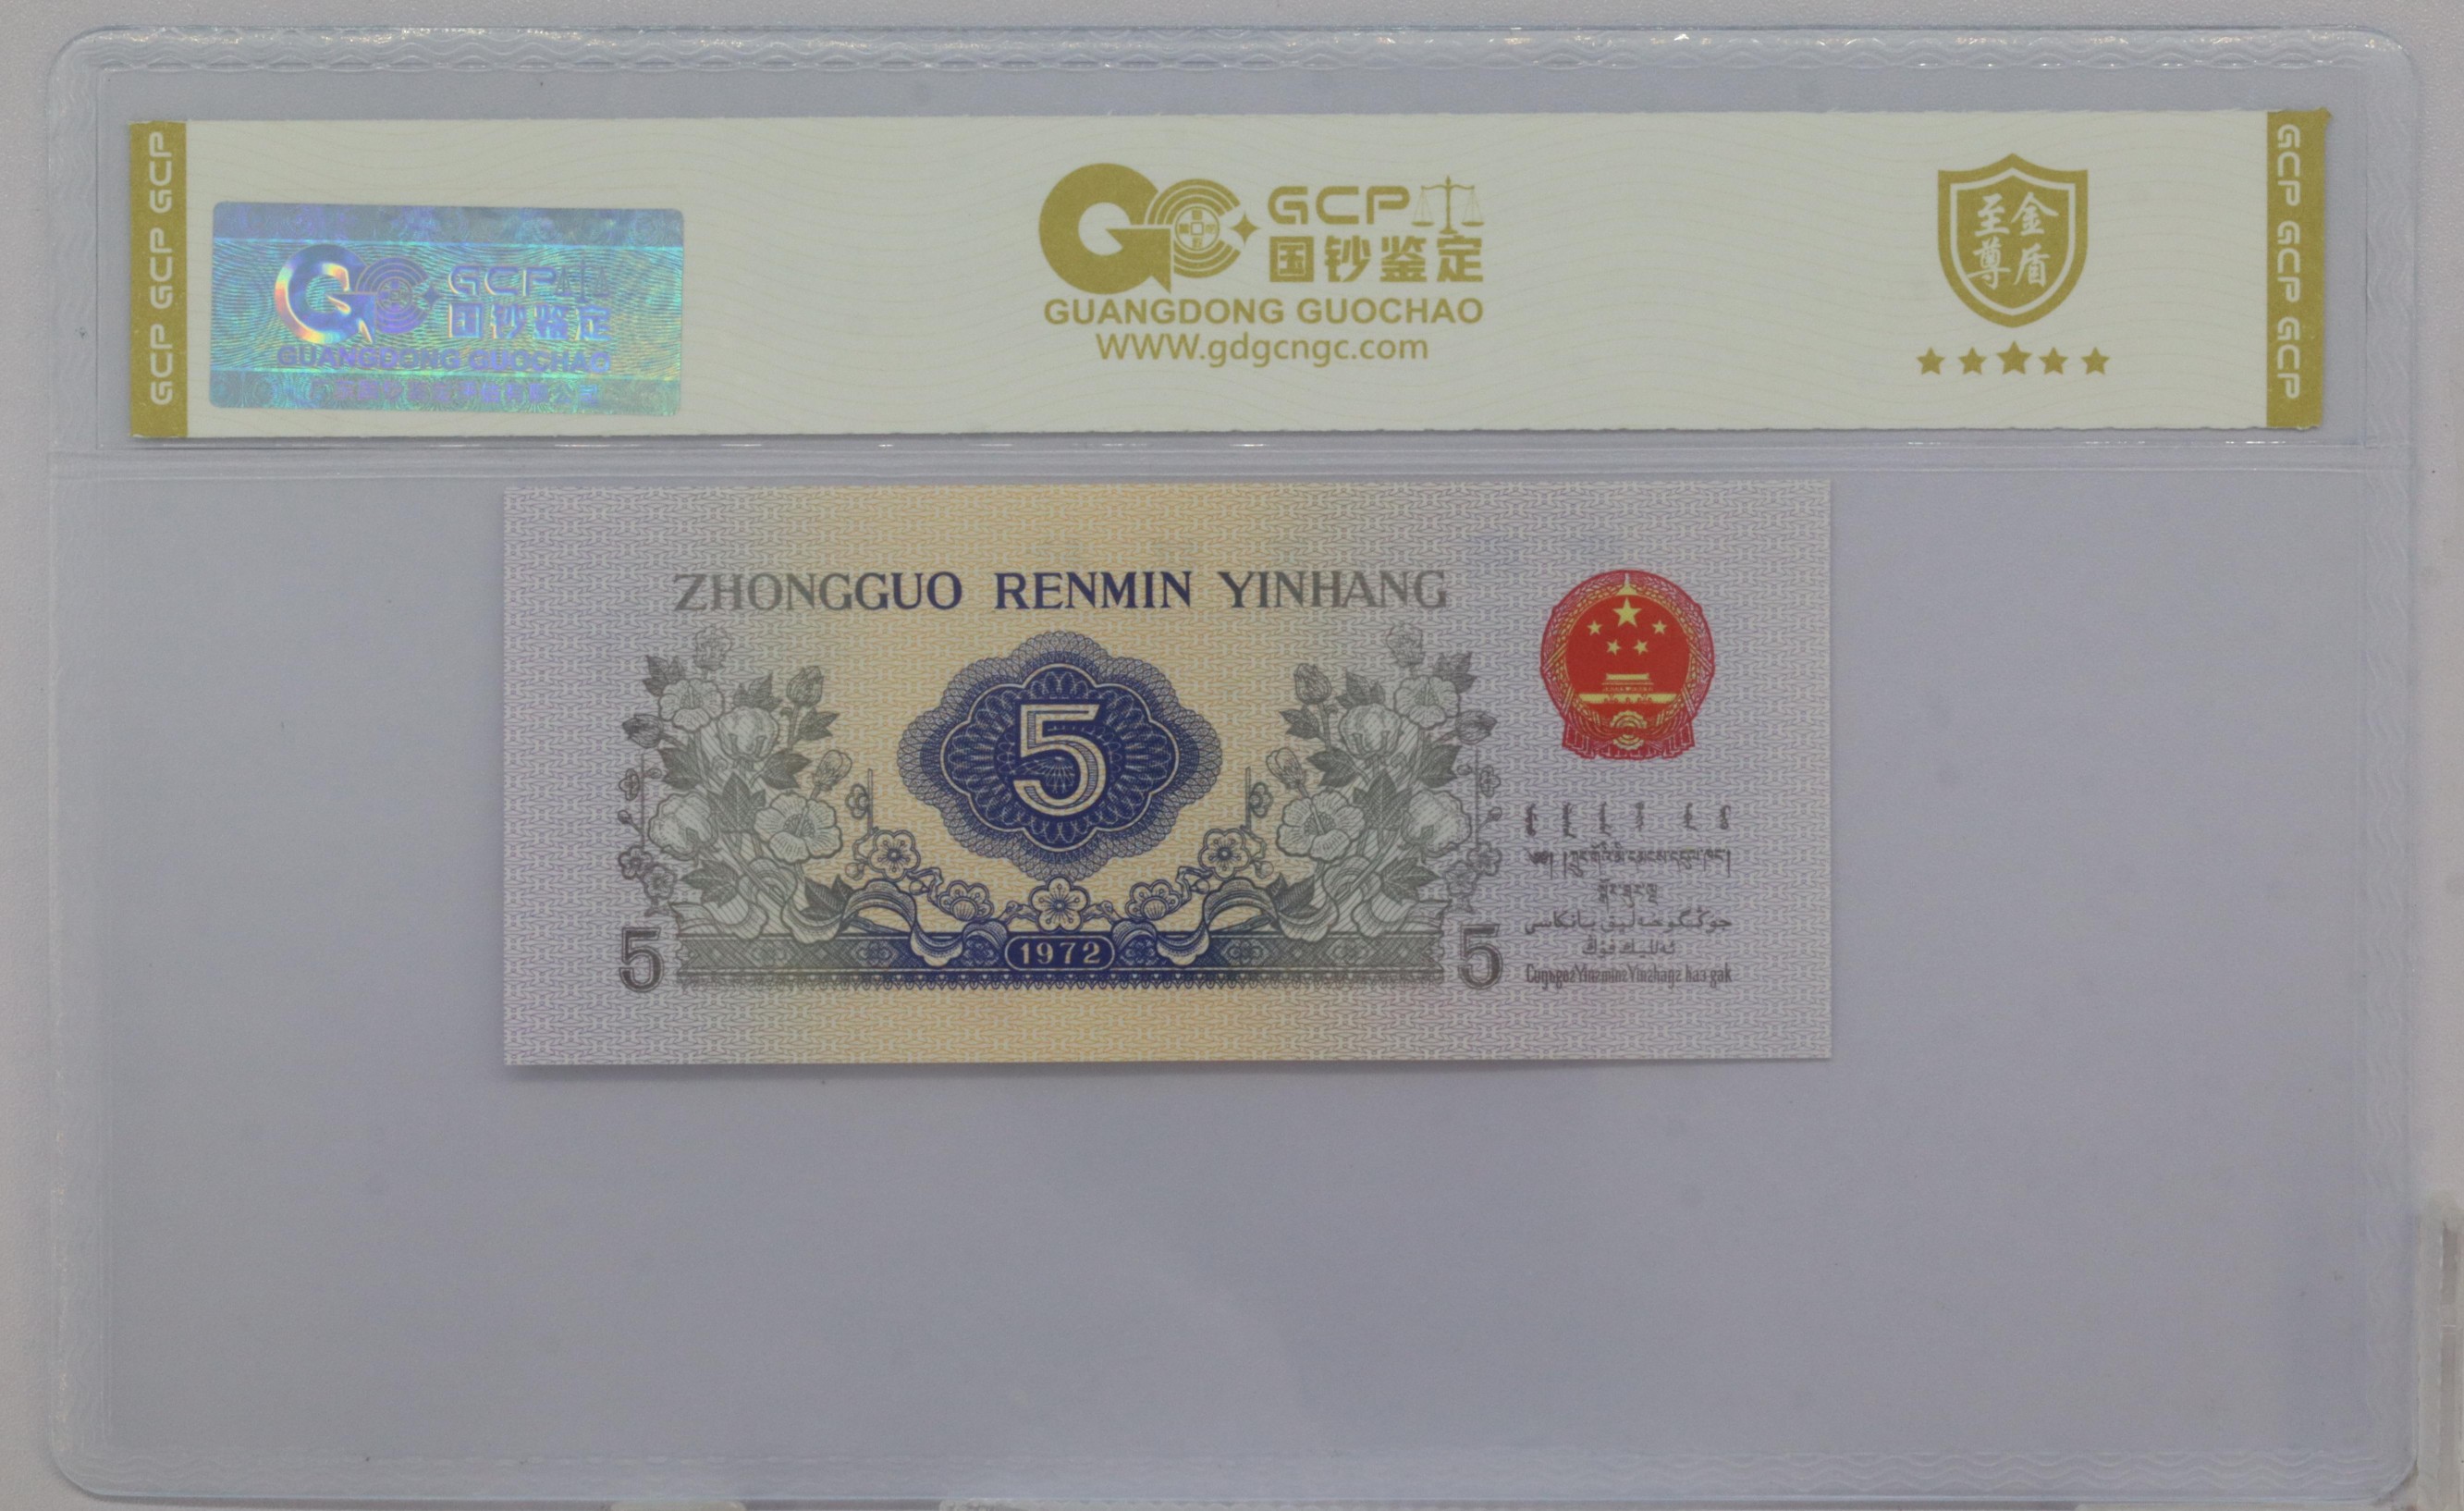 GCP GCP GCP
GCP
国钞鉴定
GUANGDONG GUOCHAO
GCP
国钞鉴定
GUANGDONG GUOCHAO
www.gdgcngc.com
金盾
至尊
GCP GCP GCP
ZHONGGUO RENMIN YINHANG
5
1972
5
5